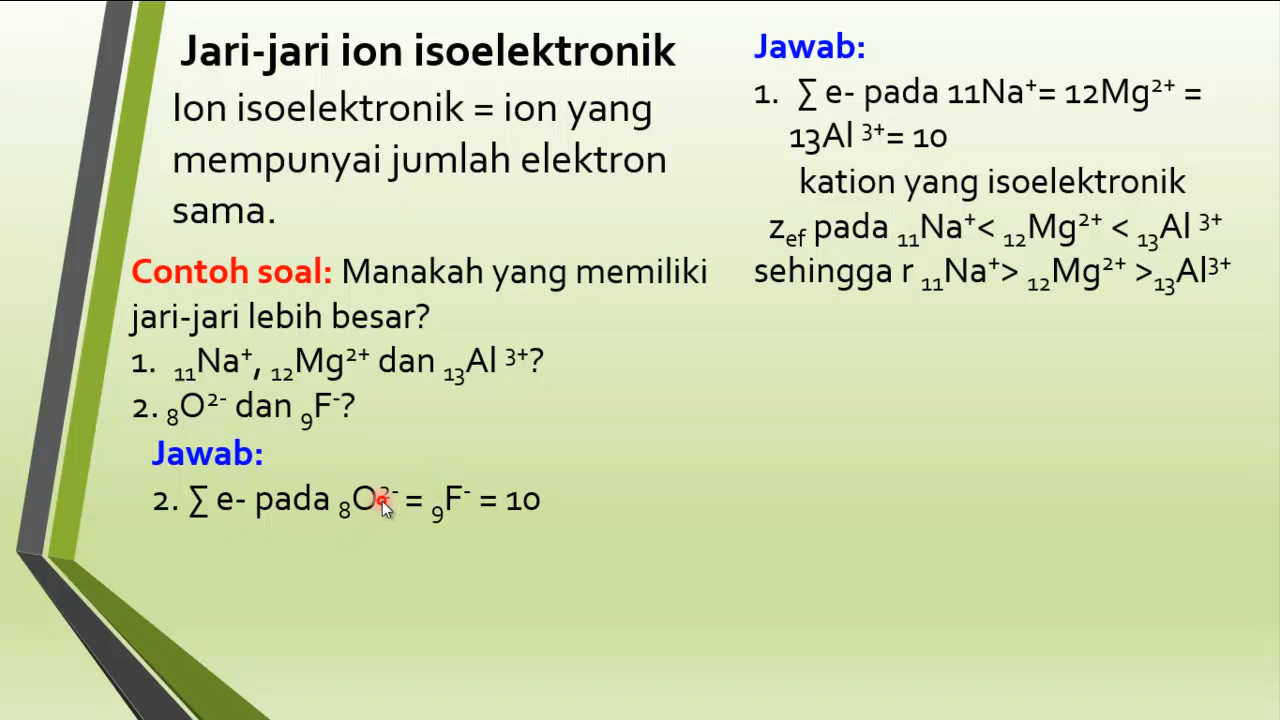 Jari-jari ion isoelektronik
Ion isoelektronik = ion yang
mempunyai jumlah elektron
sama.
Contoh soal: Manakah yang memiliki
jari-jari lebih besar?
1. ₁₁Na⁺, ₁₂Mg²⁺ dan ₁₃Al ³⁺?
2. ₈O²⁻ dan ₉F⁻?
Jawab:
2. ∑ e- pada ₈O²⁻ = ₉F⁻ = 10
Jawab:
1. ∑ e- pada 11Na⁺= 12Mg²⁺ =
13Al ³⁺= 10
kation yang isoelektronik
zₑf pada ₁₁Na⁺< ₁₂Mg²⁺ < ₁₃Al ³⁺
sehingga r ₁₁Na⁺> ₁₂Mg²⁺ >₁₃Al³⁺